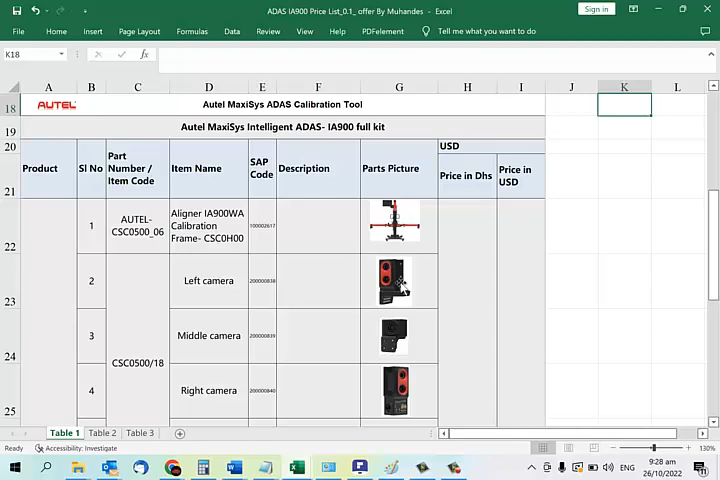 ADAS IA900 Price List_0.1_ offer By Muhandes - Excel
Sign in
File Home Insert Page Layout Formulas Data Review View Help PDFelement Tell me what you want to do
K18 fx
A B C D E F G H I J K L
18 AUTEL Autel MaxiSys ADAS Calibration Tool
19 Autel MaxiSys Intelligent ADAS- IA900 full kit
20 USD
21 Product Sl No Part Number / Item Code Item Name SAP Code Description Parts Picture Price in Dhs Price in USD
22 1 AUTEL-CSC0500_06 Aligner IA900WA Calibration Frame- CSC0H00 100002617
23 2 Left camera 200000838
24 3 Middle camera 200000839
CSC0500/18
25 4 Right camera 200000840
Table 1 Table 2 Table 3
Ready Accessibility: Investigate 130%
ENG 9:28 am
26/10/2022 11